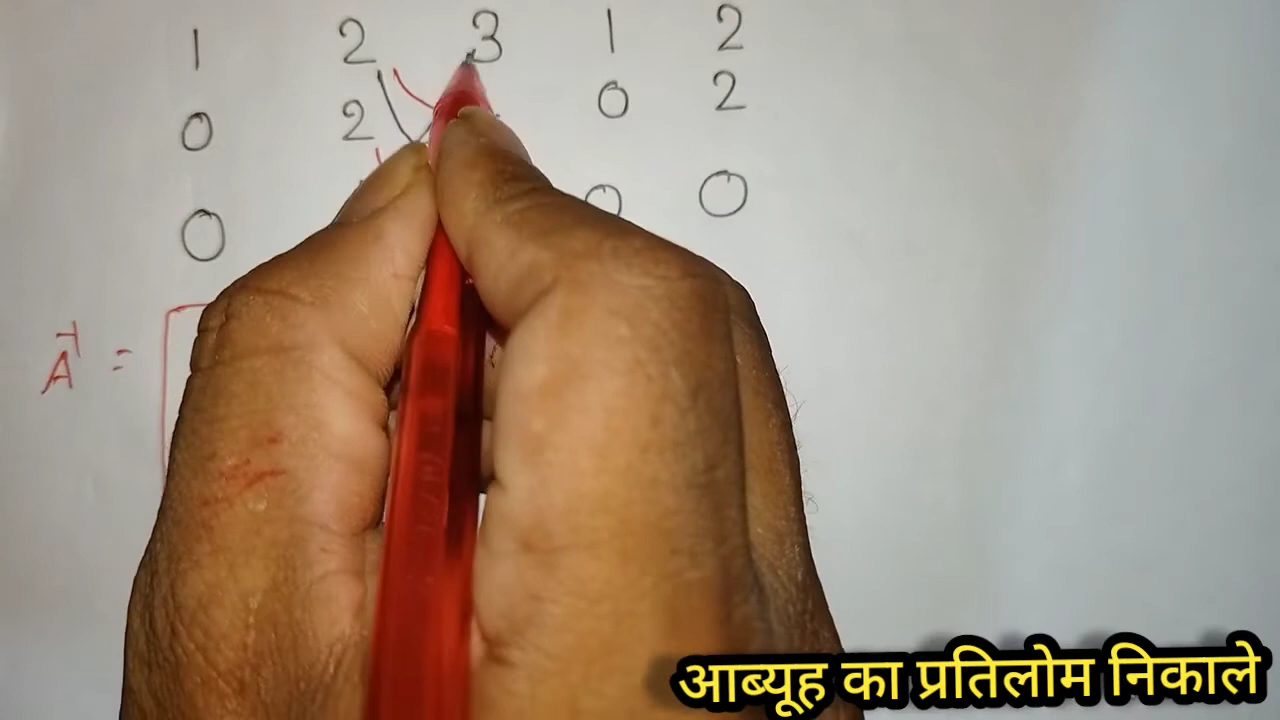 1 2 3 1 2
0 2 0 2
0 0 0
A⁻¹ =
आब्यूह का प्रतिलोम निकाले